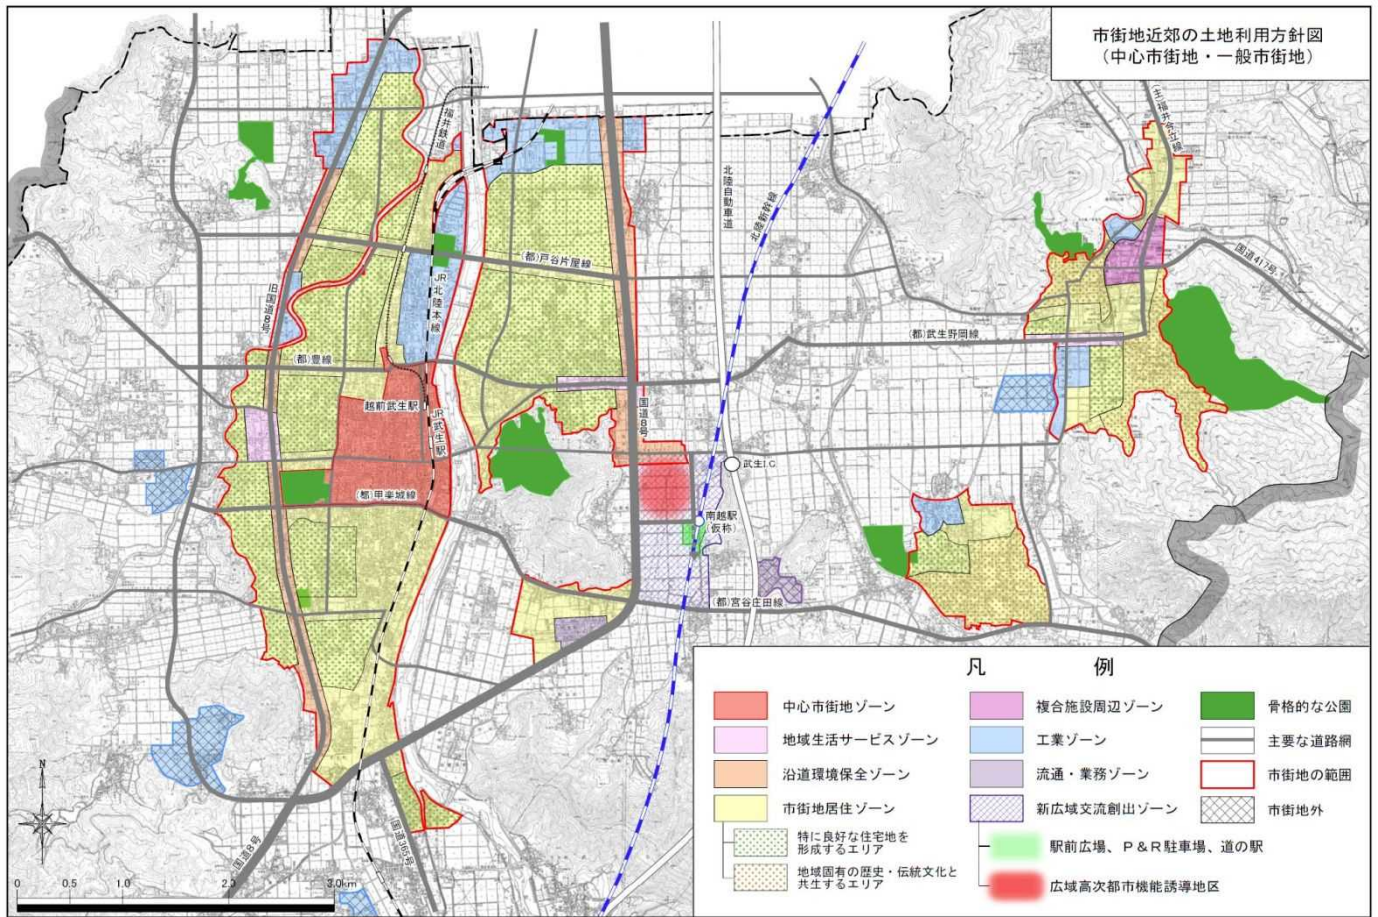 市街地近郊の土地利用方針図
(中心市街地・一般市街地)
(主)福井今立線
福井鉄道
北陸自動車道
北陸新幹線
国道417号
(都)戸谷片屋線
JR北陸本線
旧国道8号
(都)武生野岡線
(都)豊線
越前武生駅
JR武生駅
国道8号
武生I.C
(都)甲楽城線
南越駅
(仮称)
(都)宮谷庄田線
国道8号
国道365号
N
0 0.5 1.0 2.0 3.0km
凡 例
中心市街地ゾーン
地域生活サービスゾーン
沿道環境保全ゾーン
市街地居住ゾーン
特に良好な住宅地を
形成するエリア
地域固有の歴史・伝統文化と
共生するエリア
複合施設周辺ゾーン
工業ゾーン
流通・業務ゾーン
新広域交流創出ゾーン
駅前広場、P&R駐車場、道の駅
広域高次都市機能誘導地区
骨格的な公園
主要な道路網
市街地の範囲
市街地外